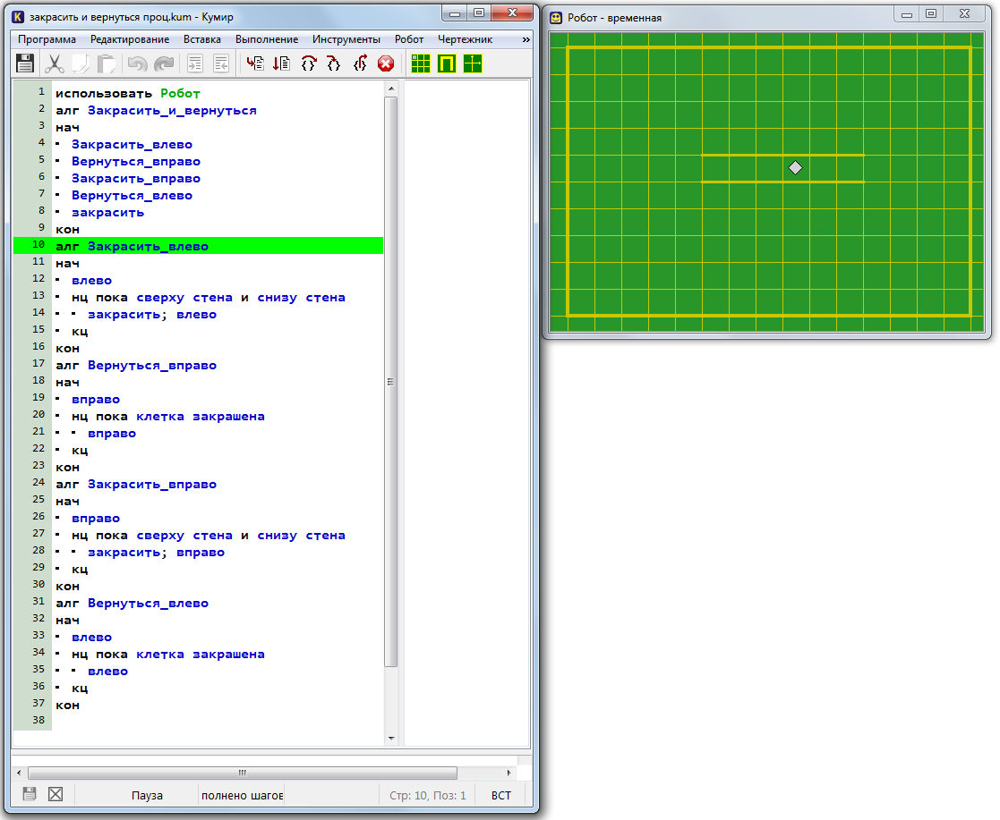 закрасить и вернуться проц.kum - Кумир
Программа Редактирование Вставка Выполнение Инструменты Робот Чертежник »
1 использовать Робот
2 алг Закрасить_и_вернуться
3 нач
4 Закрасить_влево
5 Вернуться_вправо
6 Закрасить_вправо
7 Вернуться_влево
8 закрасить
9 кон
10 алг Закрасить_влево
11 нач
12 влево
13 нц пока сверху стена и снизу стена
14 закрасить; влево
15 кц
16 кон
17 алг Вернуться_вправо
18 нач
19 вправо
20 нц пока клетка закрашена
21 вправо
22 кц
23 кон
24 алг Закрасить_вправо
25 нач
26 вправо
27 нц пока сверху стена и снизу стена
28 закрасить; вправо
29 кц
30 кон
31 алг Вернуться_влево
32 нач
33 влево
34 нц пока клетка закрашена
35 влево
36 кц
37 кон
38
Пауза полнено шагов Стр: 10, Поз: 1 ВСТ
Робот - временная